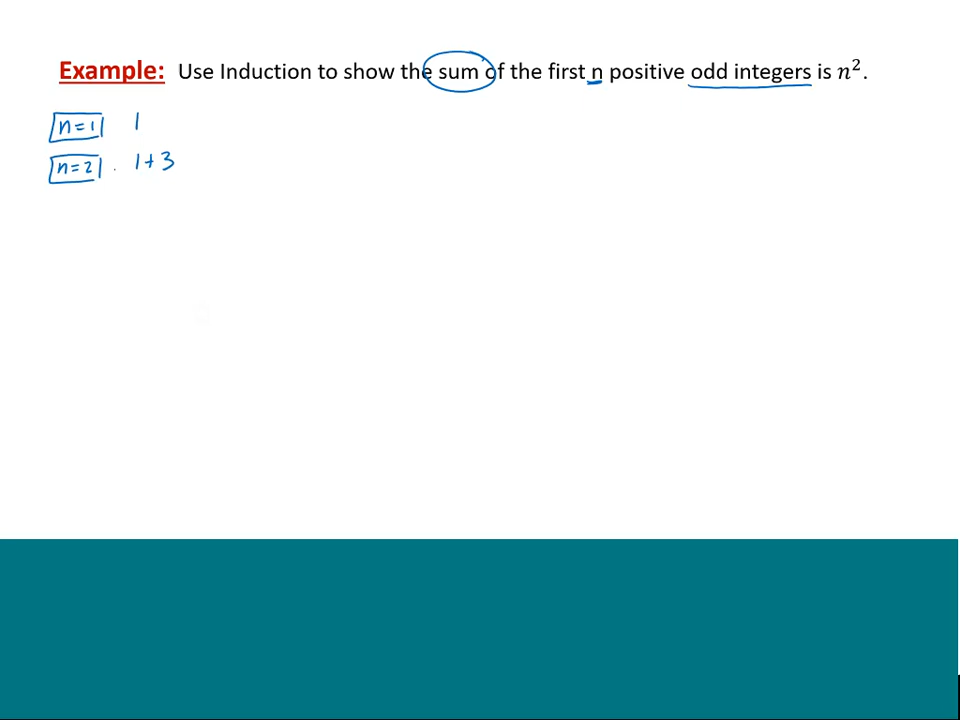 Example: Use Induction to show the sum of the first n positive odd integers is n².
n=1 1
n=2 1+3